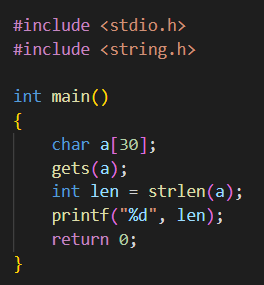 #include <stdio.h>
#include <string.h>

int main()
{
    char a[30];
    gets(a);
    int len = strlen(a);
    printf("%d", len);
    return 0;
}